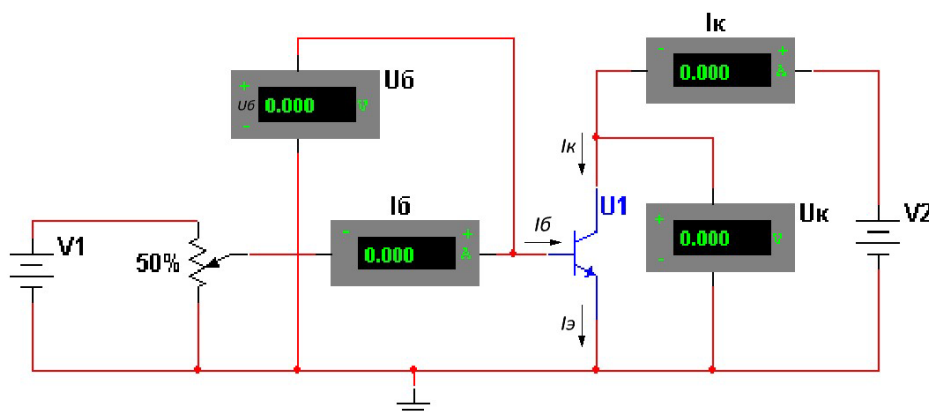 Iк
- + 0.000 A
Uб
+ Uб 0.000 V -
Iк
Iб
- + 0.000 A
Iб
U1
+ 0.000 V -
Uк
V2
V1
50%
Iэ